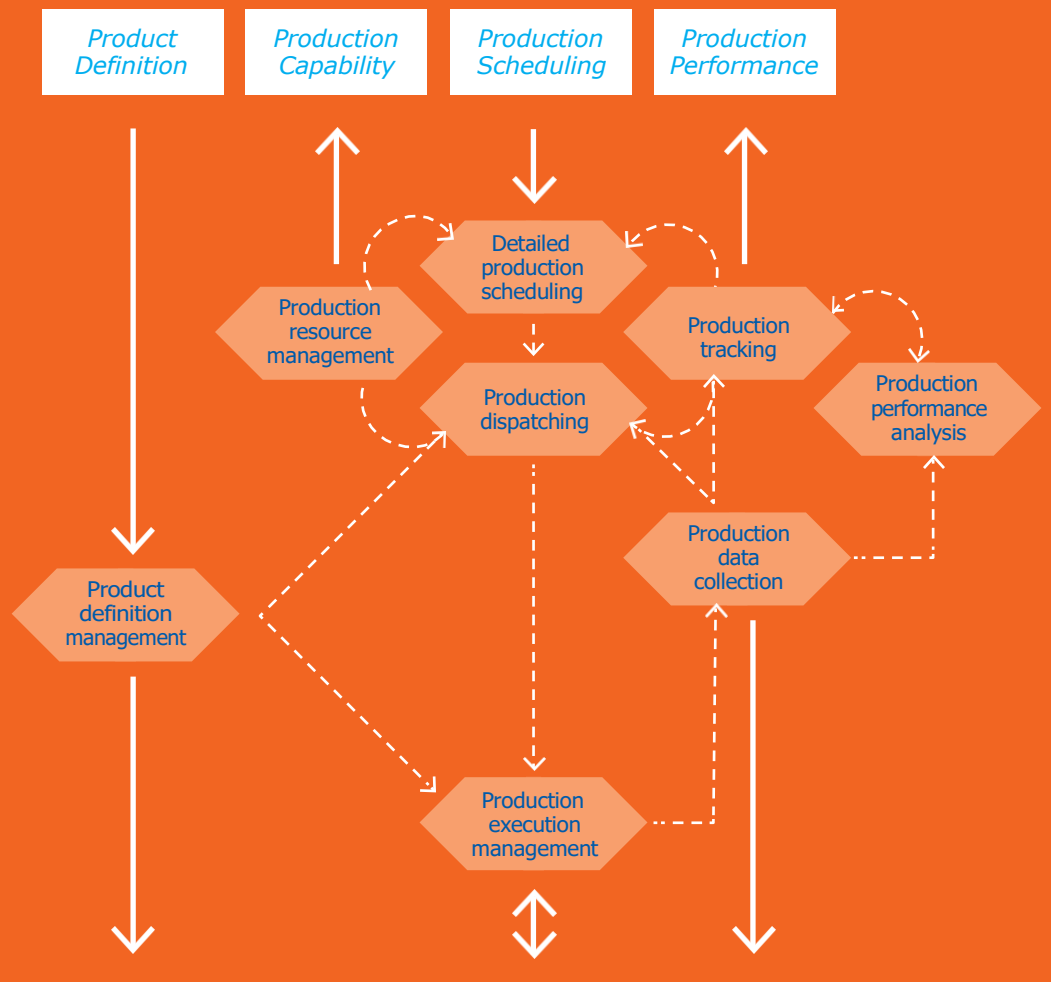 Product
Definition
Production
Capability
Production
Scheduling
Production
Performance
Detailed
production
scheduling
Production
resource
management
Production
tracking
Production
dispatching
Production
performance
analysis
Production
data
collection
Product
definition
management
Production
execution
management